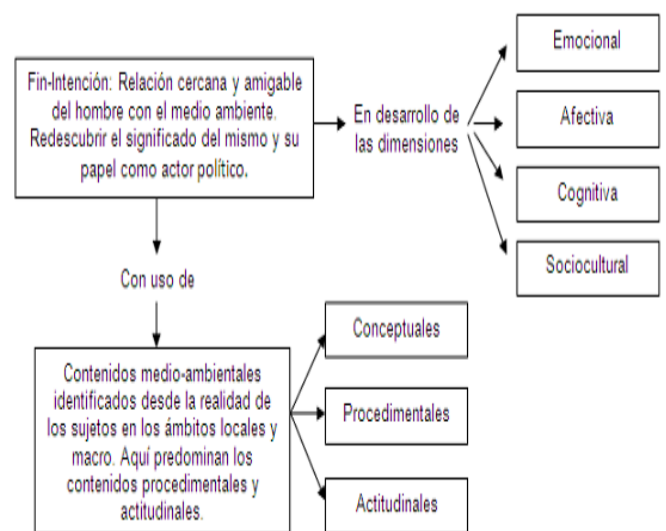 Fin-Intención: Relación cercana y amigable
del hombre con el medio ambiente.
Redescubrir el significado del mismo y su
papel como actor político.
En desarrollo de
las dimensiones
Emocional
Afectiva
Cognitiva
Sociocultural
Con uso de
Contenidos medio-ambientales
identificados desde la realidad de
los sujetos en los ámbitos locales y
macro. Aquí predominan los
contenidos procedimentales y
actitudinales.
Conceptuales
Procedimentales
Actitudinales